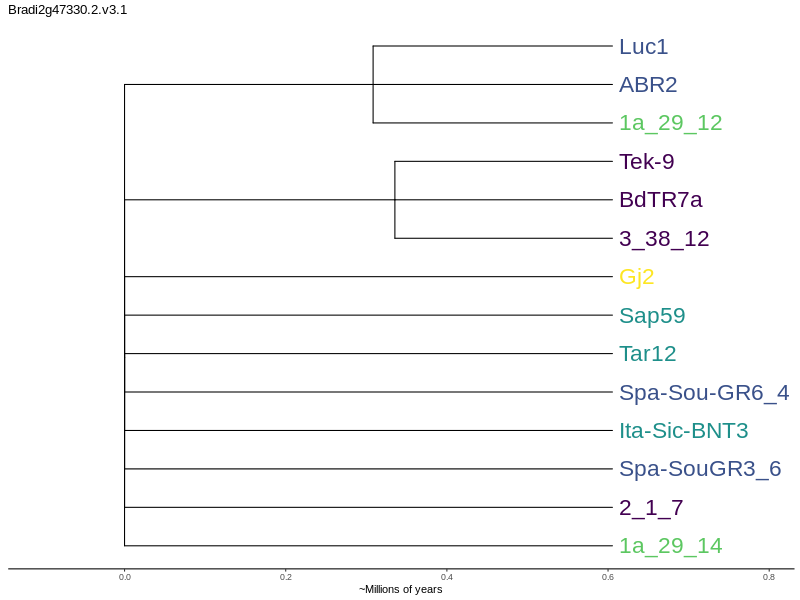 Bradi2g47330.2.v3.1
Luc1
ABR2
1a_29_12
Tek-9
BdTR7a
3_38_12
Gj2
Sap59
Tar12
Spa-Sou-GR6_4
Ita-Sic-BNT3
Spa-SouGR3_6
2_1_7
1a_29_14
0.0 0.2 0.4 0.6 0.8
~Millions of years